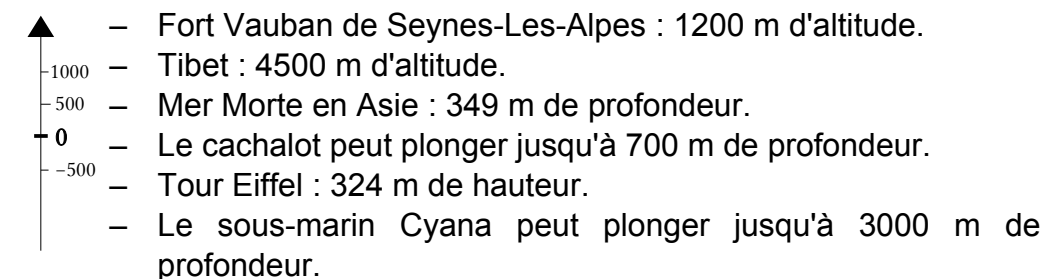 – Fort Vauban de Seynes-Les-Alpes : 1200 m d'altitude.
– Tibet : 4500 m d'altitude.
– Mer Morte en Asie : 349 m de profondeur.
– Le cachalot peut plonger jusqu'à 700 m de profondeur.
– Tour Eiffel : 324 m de hauteur.
– Le sous-marin Cyana peut plonger jusqu'à 3000 m de
profondeur.
1000
500
0
−500